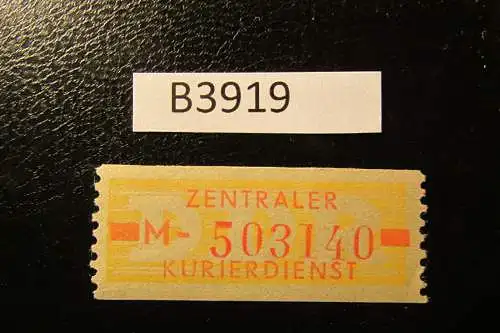 B3919
ZENTRALER
M- 503140
KURIERDIENST